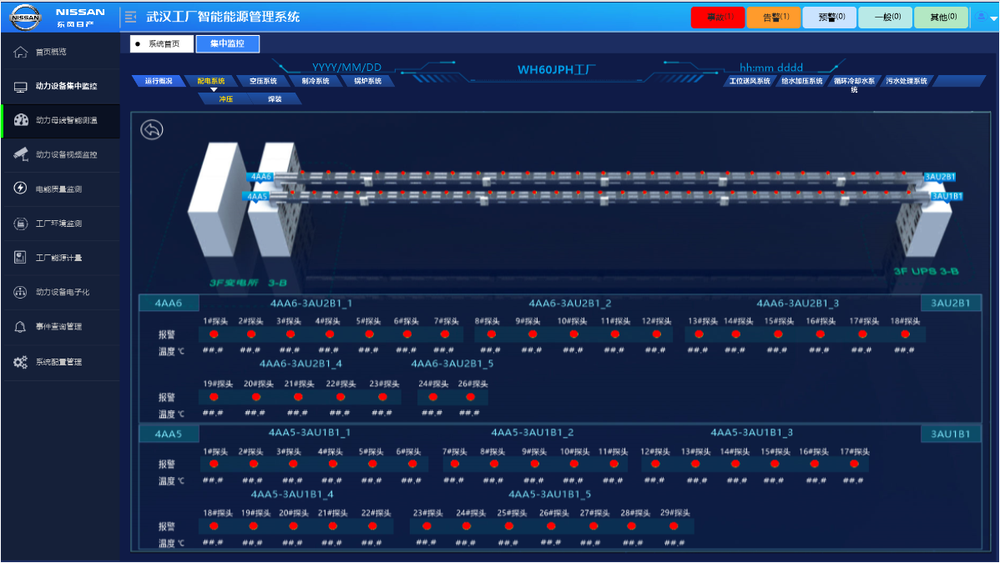 NISSAN
NISSAN
东风日产
武汉工厂智能能源管理系统
事故(1)
告警(1)
预警(0)
一般(0)
其他(0)
系统首页
集中监控
首页概览
动力设备集中监控
动力母线智能测温
动力设备视频监控
电能质量监测
工厂环境监测
工厂能源计量
动力设备电子化
事件查询管理
系统配置管理
YYYY/MM/DD
WH60JPH工厂
hh:mm dddd
运行概况
配电系统
空压系统
制冷系统
锅炉系统
工位送风系统
给水加压系统
循环冷却水系统
污水处理系统
冲压
焊装
4AA6
3AU2B1
4AA5
3AU1B1
3F变电所 3-B
3F UPS 3-B
4AA6
4AA6-3AU2B1_1
4AA6-3AU2B1_2
4AA6-3AU2B1_3
3AU2B1
1#探头 2#探头 3#探头 4#探头 5#探头 6#探头 7#探头 8#探头 9#探头 10#探头 11#探头 12#探头 13#探头 14#探头 15#探头 16#探头 17#探头 18#探头
报警
温度 ℃ ##.# ##.# ##.# ##.# ##.# ##.# ##.# ##.# ##.# ##.# ##.# ##.# ##.# ##.# ##.# ##.# ##.# ##.#
4AA6-3AU2B1_4
4AA6-3AU2B1_5
19#探头 20#探头 21#探头 22#探头 23#探头 24#探头 26#探头
报警
温度 ℃ ##.# ##.# ##.# ##.# ##.# ##.# ##.#
4AA5
4AA5-3AU1B1_1
4AA5-3AU1B1_2
4AA5-3AU1B1_3
3AU1B1
1#探头 2#探头 3#探头 4#探头 5#探头 6#探头 7#探头 8#探头 9#探头 10#探头 11#探头 12#探头 13#探头 14#探头 15#探头 16#探头 17#探头
报警
温度 ℃ ##.# ##.# ##.# ##.# ##.# ##.# ##.# ##.# ##.# ##.# ##.# ##.# ##.# ##.# ##.# ##.# ##.#
4AA5-3AU1B1_4
4AA5-3AU1B1_5
18#探头 19#探头 20#探头 21#探头 22#探头 23#探头 24#探头 25#探头 26#探头 27#探头 28#探头 29#探头
报警
温度 ℃ ##.# ##.# ##.# ##.# ##.# ##.# ##.# ##.# ##.# ##.# ##.# ##.#